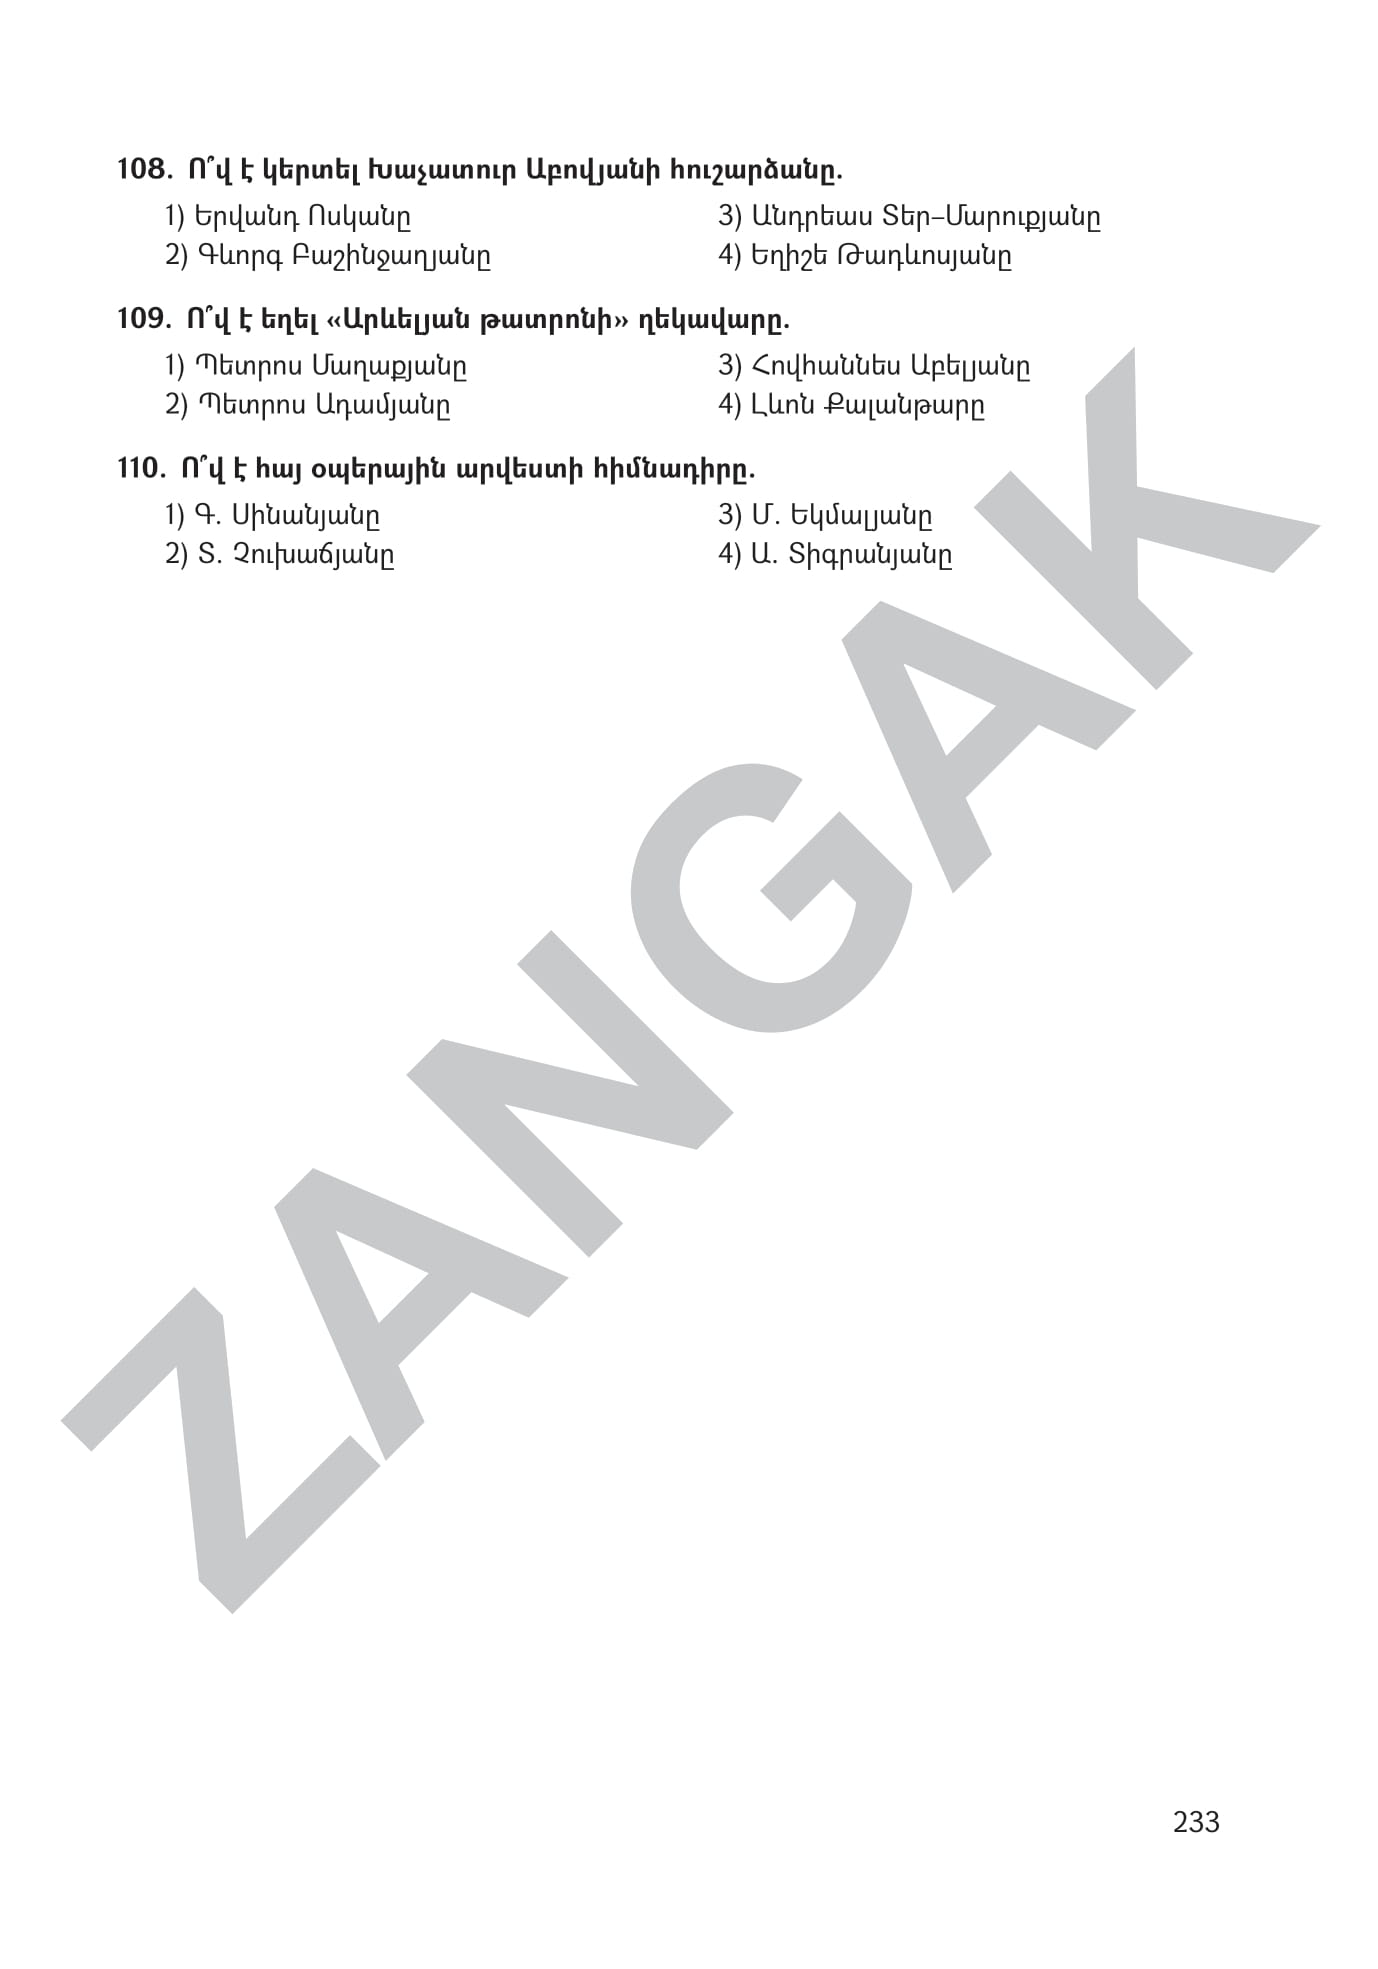 108. Ո՞վ է կերտել Խաչատուր Աբովյանի հուշարձանը.
1) Երվանդ Ոսկանը
2) Գևորգ Բաշինջաղյանը
3) Անդրեաս Տեր–Մարուքյանը
4) Եղիշե Թադևոսյանը
109. Ո՞վ է եղել «Արևելյան թատրոնի» ղեկավարը.
1) Պետրոս Մաղաքյանը
2) Պետրոս Ադամյանը
3) Հովհաննես Աբելյանը
4) Լևոն Քալանթարը
110. Ո՞վ է հայ օպերային արվեստի հիմնադիրը.
1) Գ. Սինանյանը
2) Տ. Չուխաճյանը
3) Մ. Եկմալյանը
4) Ա. Տիգրանյանը
ZANGAK
233